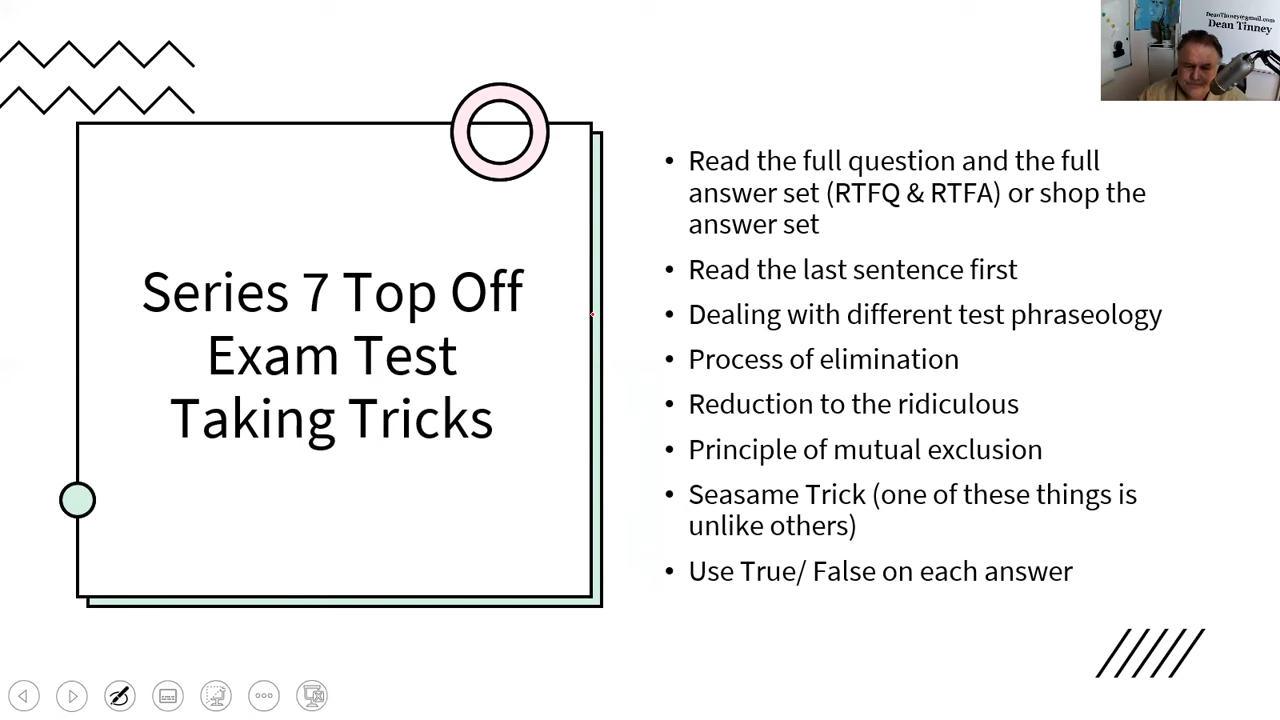 DeanTinney@gmail.com
Dean Tinney
Series 7 Top Off
Exam Test
Taking Tricks
• Read the full question and the full
answer set (RTFQ & RTFA) or shop the
answer set
• Read the last sentence first
• Dealing with different test phraseology
• Process of elimination
• Reduction to the ridiculous
• Principle of mutual exclusion
• Seasame Trick (one of these things is
unlike others)
• Use True/ False on each answer